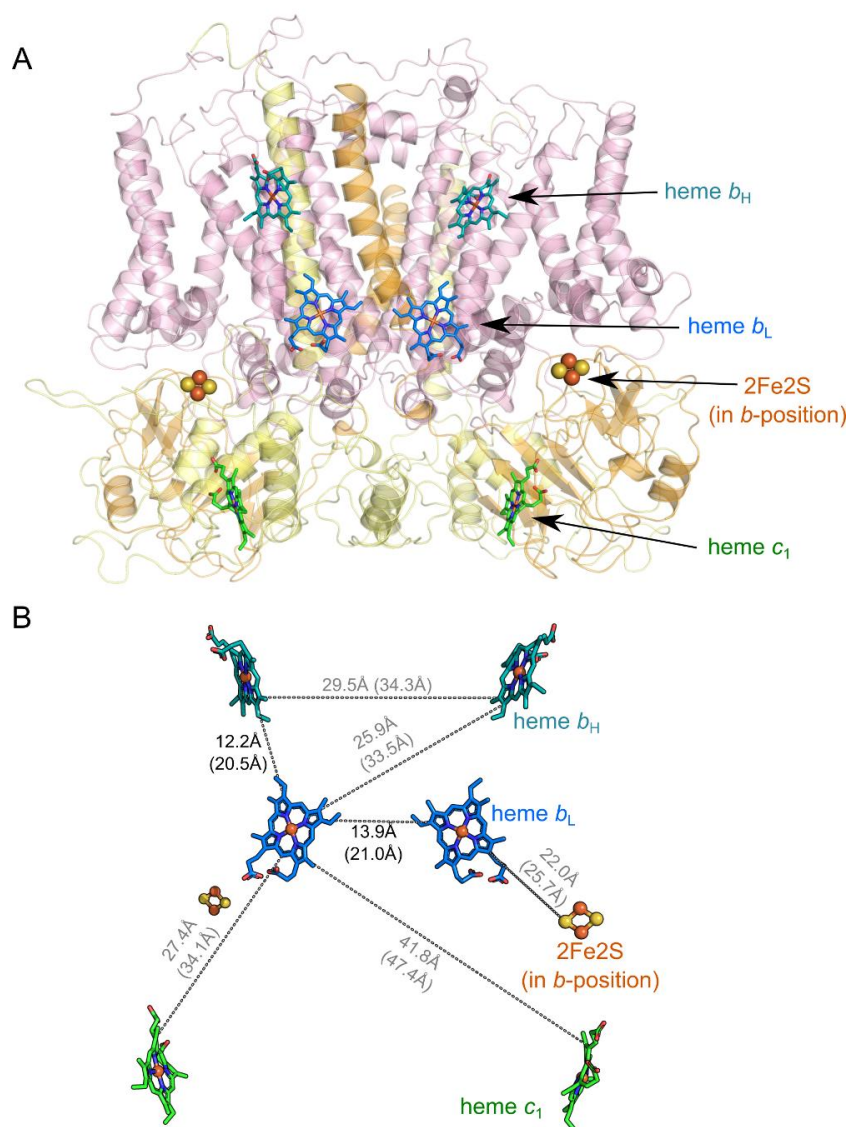 A
heme bH
heme bL
2Fe2S
(in b-position)
heme c1
B
29.5Å (34.3Å)
heme bH
12.2Å
(20.5Å)
25.9Å
(33.5Å)
heme bL
13.9Å
(21.0Å)
22.0Å
(25.7Å)
27.4Å
(34.1Å)
41.8Å
(47.4Å)
2Fe2S
(in b-position)
heme c1